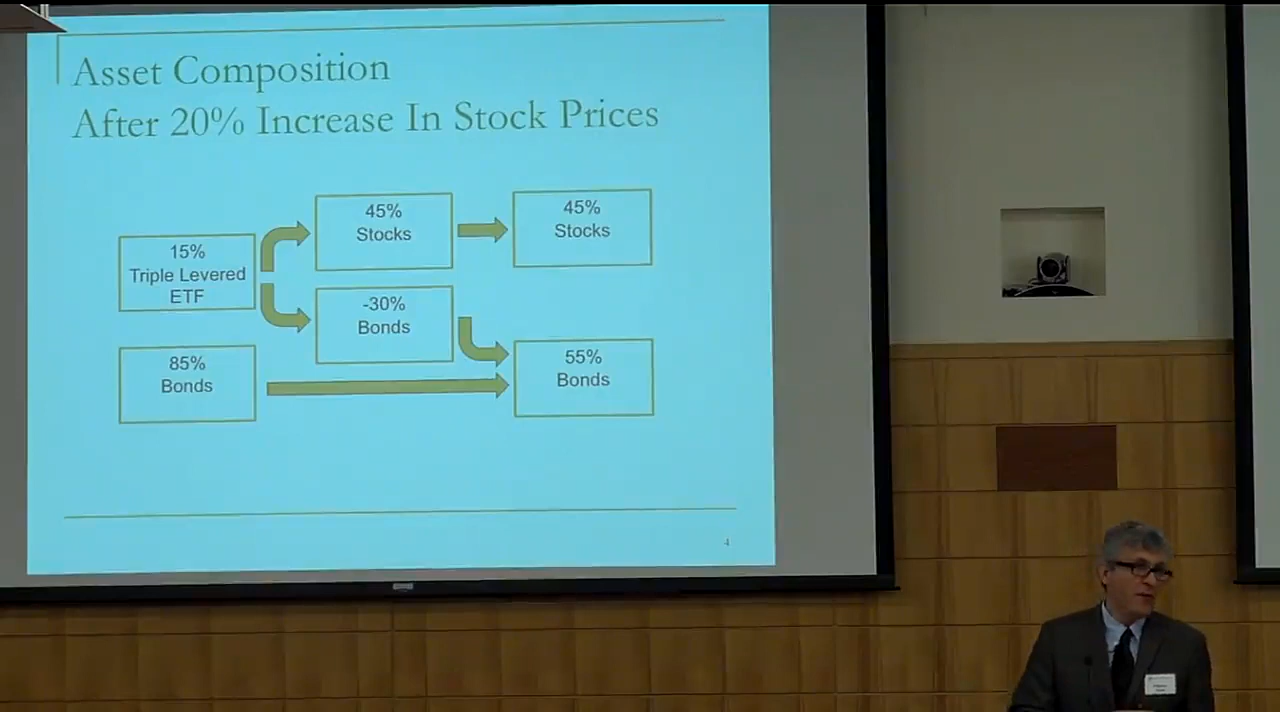 Asset Composition
After 20% Increase In Stock Prices
15%
Triple Levered
ETF
45%
Stocks
45%
Stocks
-30%
Bonds
85%
Bonds
55%
Bonds
4